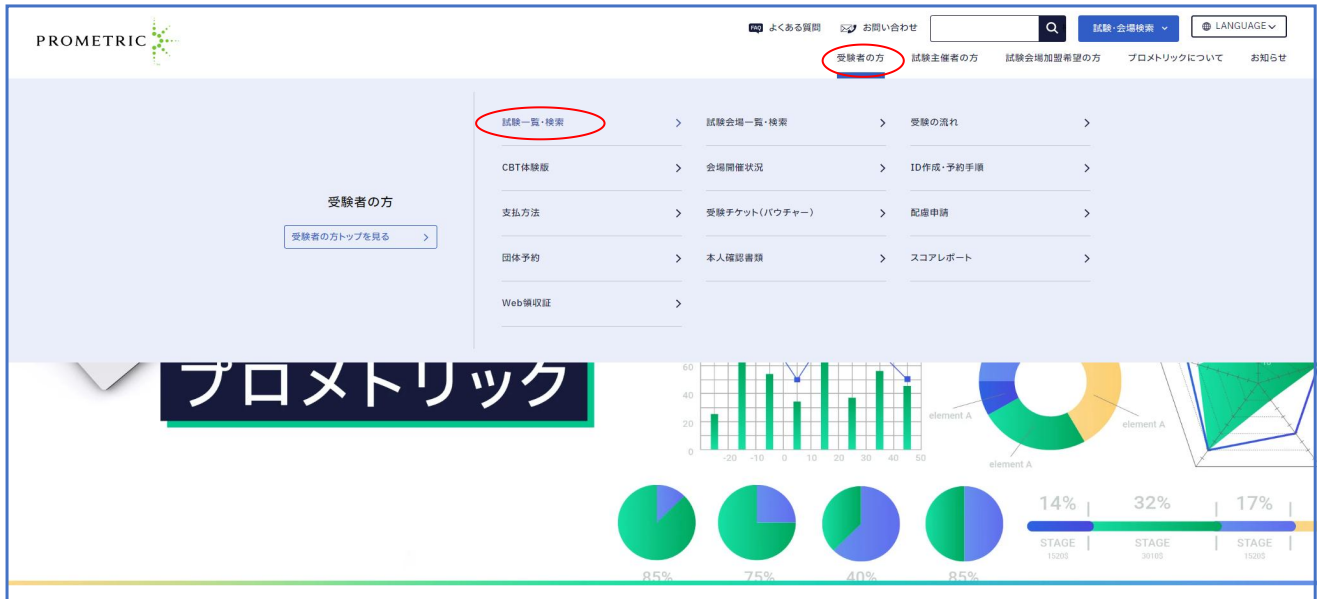 PROMETRIC
FAQ よくある質問 お問い合わせ 試験・会場検索 LANGUAGE
受験者の方 試験主催者の方 試験会場加盟希望の方 プロメトリックについて お知らせ
受験者の方
受験者の方トップを見る
試験一覧・検索 試験会場一覧・検索 受験の流れ
CBT体験版 会場開催状況 ID作成・予約手順
支払方法 受験チケット(バウチャー) 配慮申請
団体予約 本人確認書類 スコアレポート
Web領収証
プロメトリック
60
40
20
0
-20 -10 0 10 20 30 40 50
element A
element A
element A
85% 75% 40% 85%
14% 32% 17%
STAGE STAGE STAGE
1520$ 3010$ 1520$